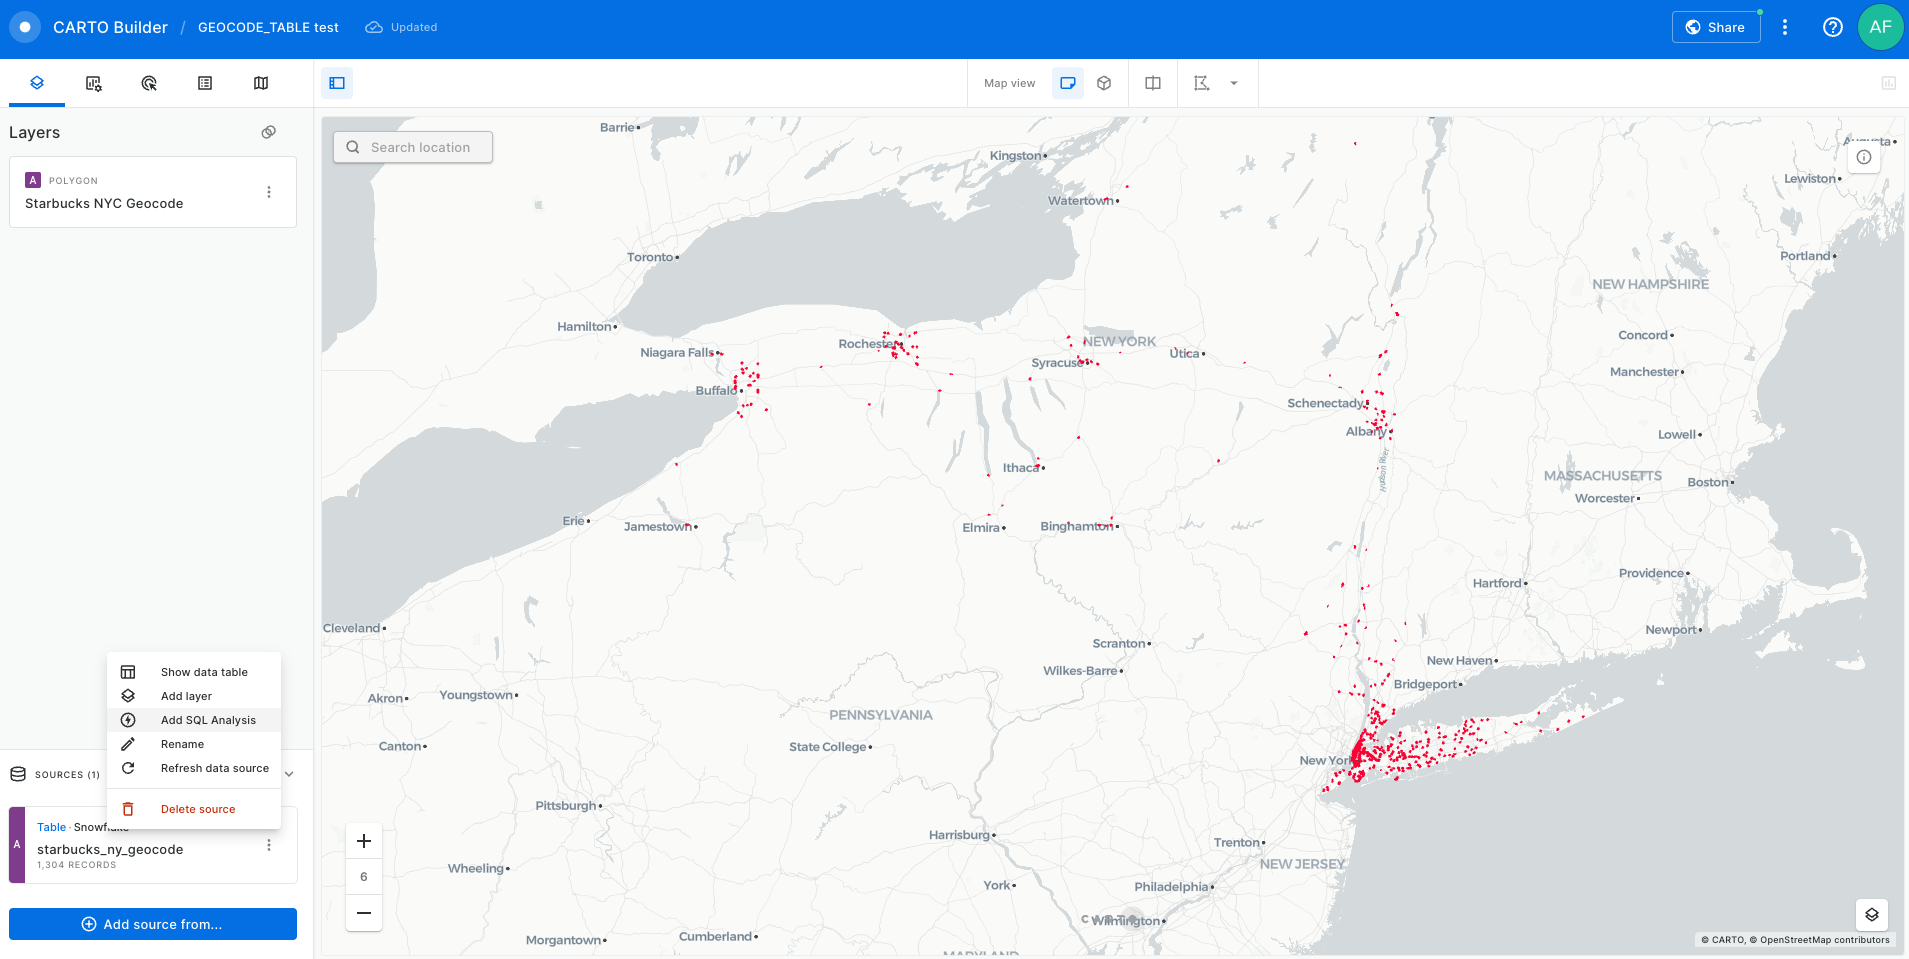 CARTO Builder / GEOCODE_TABLE test Updated
Share
AF
Map view
Layers
A POLYGON
Starbucks NYC Geocode
Show data table
Add layer
Add SQL Analysis
Rename
Refresh data source
Delete source
SOURCES (1)
Table · Snowflake
A
starbucks_ny_geocode
1,304 RECORDS
Add source from...
Search location
6
Barrie
Kingston
Augusta
Lewiston
Watertown
Toronto
Portland
NEW HAMPSHIRE
Hamilton
Concord
Rochester
NEW YORK
Niagara Falls
Utica
Syracuse
Manchester
Buffalo
Schenectady
Albany
Lowell
Hudson River
Ithaca
MASSACHUSETTS
Boston
Worcester
Erie
Jamestown
Elmira
Binghamton
Providence
Hartford
Cleveland
Newport
Scranton
New Haven
Wilkes-Barre
Bridgeport
Akron
Youngstown
PENNSYLVANIA
Canton
State College
New York
Pittsburgh
Harrisburg
Trenton
NEW JERSEY
Wheeling
York
Philadelphia
Wilmington
Cumberland
Morgantown
MARYLAND
© CARTO, © OpenStreetMap contributors